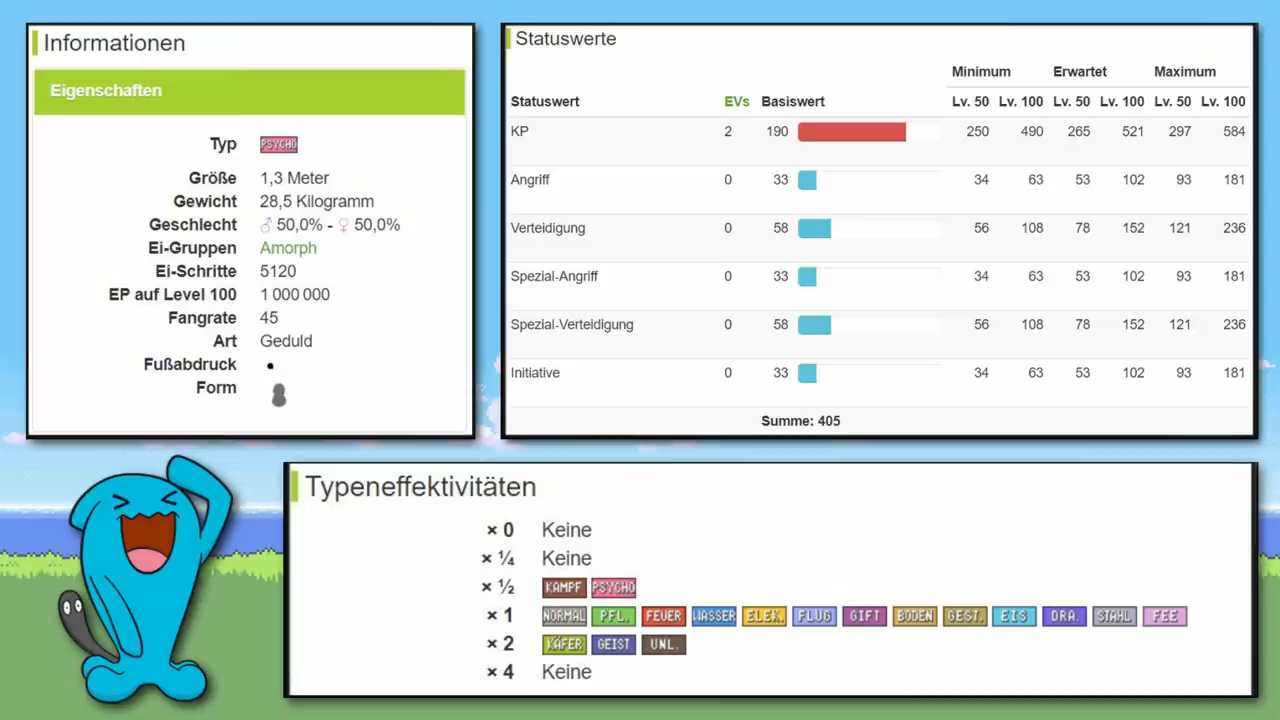 Informationen
Eigenschaften
Typ PSYCHO
Größe 1,3 Meter
Gewicht 28,5 Kilogramm
Geschlecht ♂ 50,0% - ♀ 50,0%
Ei-Gruppen Amorph
Ei-Schritte 5120
EP auf Level 100 1 000 000
Fangrate 45
Art Geduld
Fußabdruck
Form
Statuswerte
Minimum Erwartet Maximum
Statuswert EVs Basiswert Lv. 50 Lv. 100 Lv. 50 Lv. 100 Lv. 50 Lv. 100
KP 2 190 250 490 265 521 297 584
Angriff 0 33 34 63 53 102 93 181
Verteidigung 0 58 56 108 78 152 121 236
Spezial-Angriff 0 33 34 63 53 102 93 181
Spezial-Verteidigung 0 58 56 108 78 152 121 236
Initiative 0 33 34 63 53 102 93 181
Summe: 405
Typeneffektivitäten
× 0 Keine
× ¼ Keine
× ½ KAMPF PSYCHO
× 1 NORMAL PFL. FEUER WASSER ELEK. FLUG GIFT BODEN GEST. EIS DRA. STAHL FEE
× 2 KÄFER GEIST UNL.
× 4 Keine